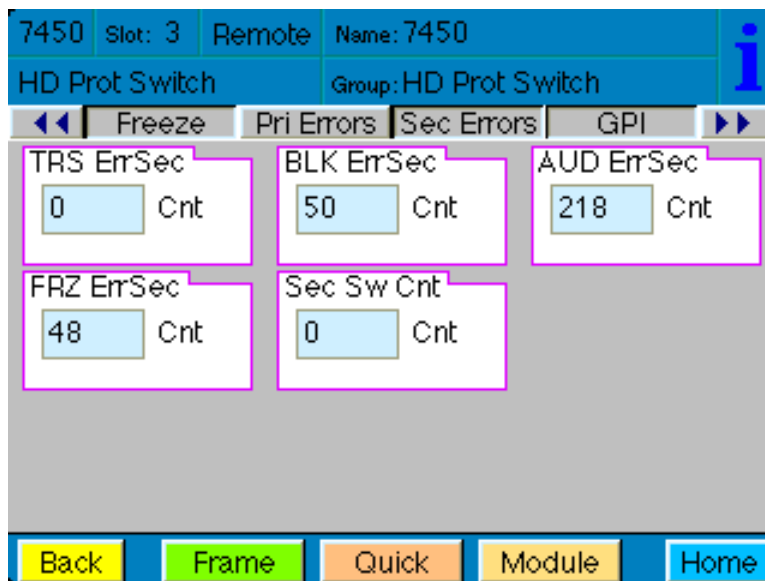 7450 Slot: 3 Remote Name: 7450
HD Prot Switch Group: HD Prot Switch
Freeze Pri Errors Sec Errors GPI
TRS ErrSec BLK ErrSec AUD ErrSec
0 Cnt 50 Cnt 218 Cnt
FRZ ErrSec Sec Sw Cnt
48 Cnt 0 Cnt
Back Frame Quick Module Home